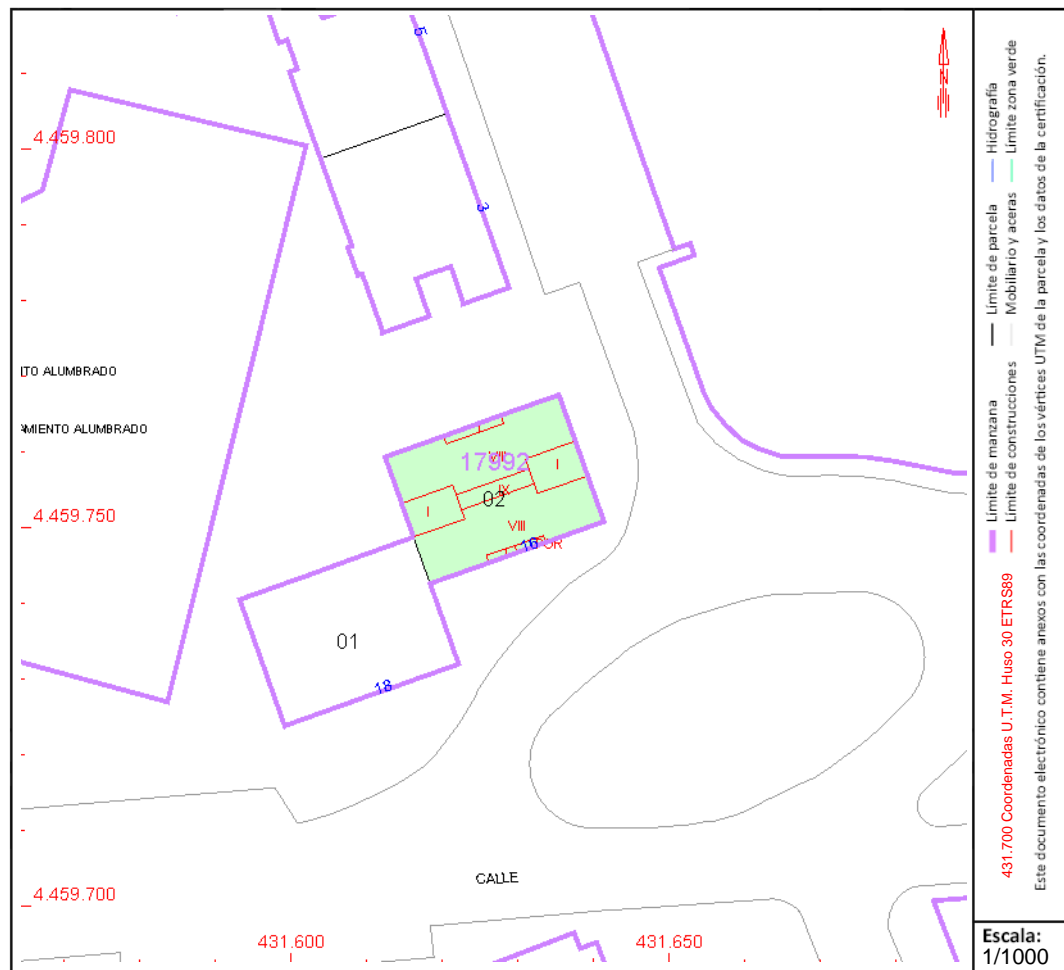 5
4.459.800
3
ITO ALUMBRADO
MIENTO ALUMBRADO
VIII
17992
I
IX
02
I
4.459.750
VIII
16
01
18
CALLE
4.459.700
431.600
431.650
N
Límite de manzana
Límite de parcela
Hidrografía
Límite de construcciones
Mobiliario y aceras
Límite zona verde
431.700 Coordenadas U.T.M. Huso 30 ETRS89
Este documento electrónico contiene anexos con las coordenadas de los vértices UTM de la parcela y los datos de la certificación.
Escala:
1/1000